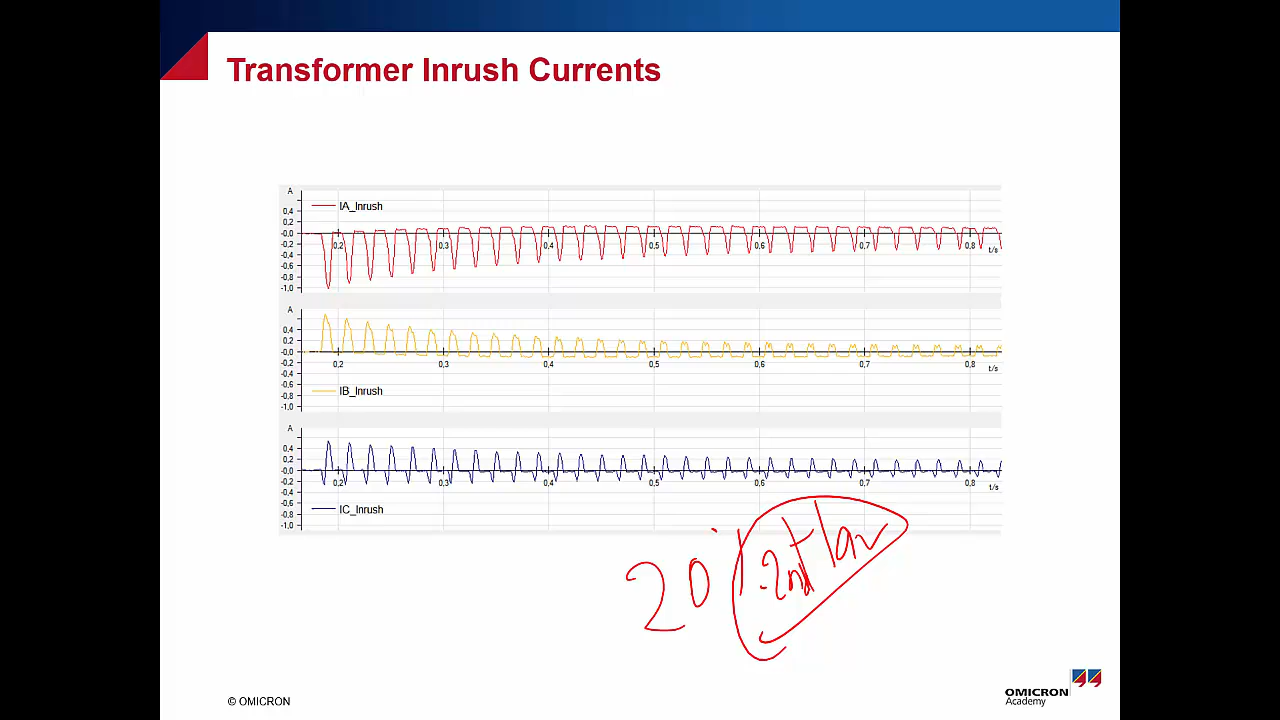 Transformer Inrush Currents
A
IA_Inrush
0,4
0,2
-0,0
-0,2
-0,4
-0,6
-0,8
-1,0
0,2 0,3 0,4 0,5 0,6 0,7 0,8
t/s
A
0,4
0,2
-0,0
-0,2
-0,4
-0,6
-0,8
-1,0
0,2 0,3 0,4 0,5 0,6 0,7 0,8
t/s
IB_Inrush
A
0,4
0,2
-0,0
-0,2
-0,4
-0,6
-0,8
-1,0
0,2 0,3 0,4 0,5 0,6 0,7 0,8
t/s
IC_Inrush
20 2nd
© OMICRON
OMICRON
Academy